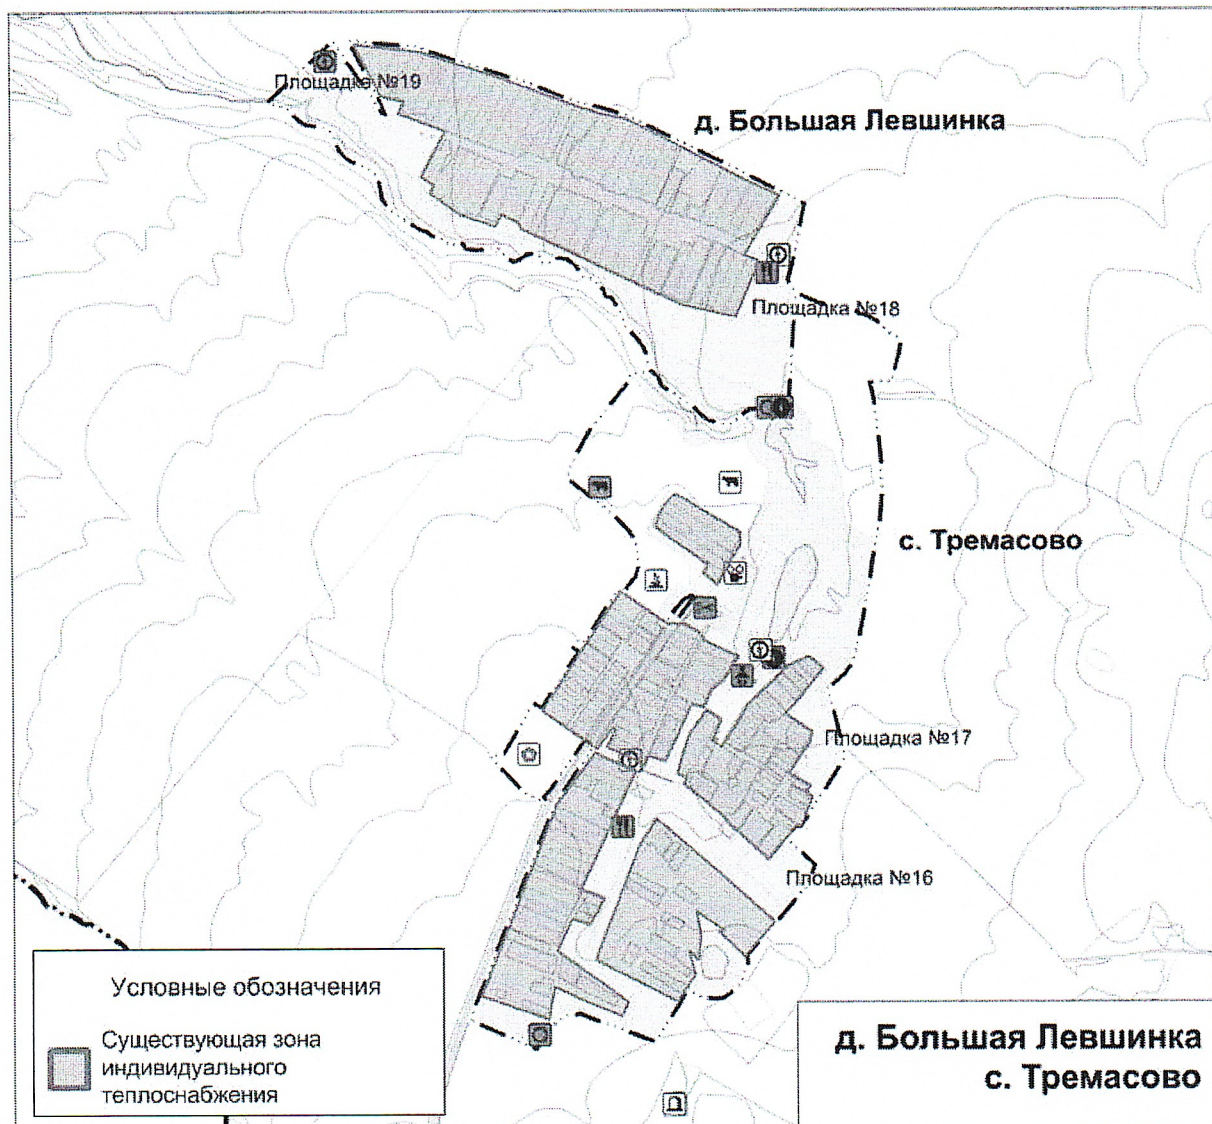 Площадка №19
д. Большая Левшинка
Площадка №18
с. Тремасово
Площадка №17
Площадка №16
Условные обозначения
Существующая зона
индивидуального
теплоснабжения
д. Большая Левшинка
с. Тремасово